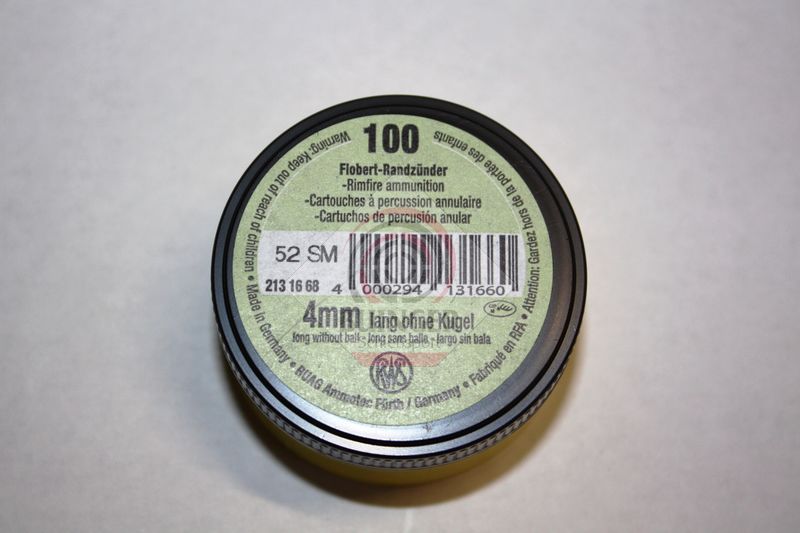 100
Flobert-Randzünder
-Rimfire ammunition
-Cartouches à percussion annulaire
-Cartuchos de percusión anular
52 SM
213 16 68
4 000294 131660
4mm lang ohne Kugel
long without ball - long sans balle - largo sin bala
RWS
Warning: Keep out of reach of children • Made in Germany • RUAG Ammotec Fürth / Germany • Fabriqué en RFA • Attention: Gardez hors de la portée des enfants